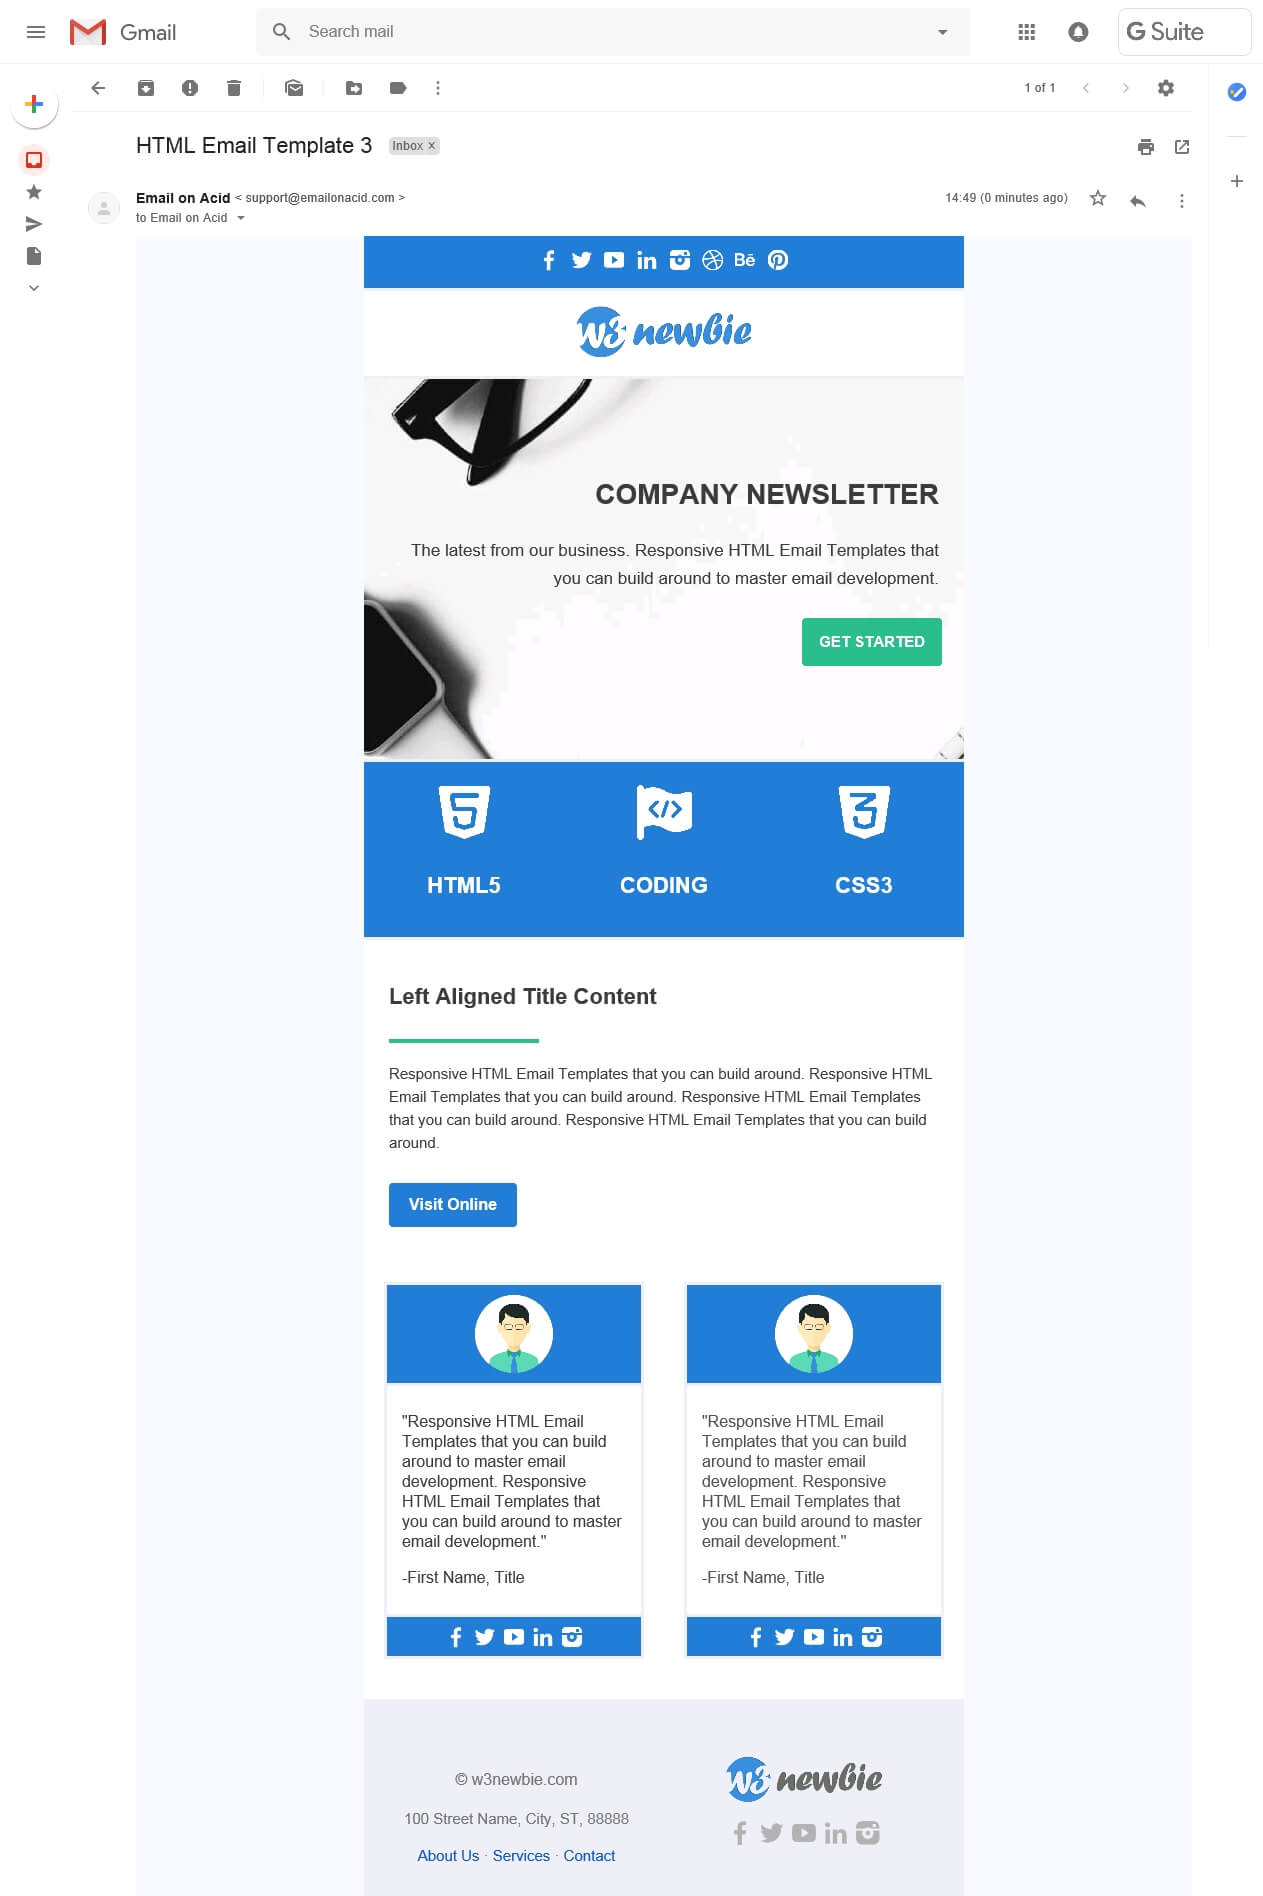 Gmail
Search mail
G Suite
1 of 1
HTML Email Template 3
Inbox ×
Email on Acid < support@emailonacid.com >
14:49 (0 minutes ago)
to Email on Acid
Bē
w3 newbie
COMPANY NEWSLETTER
The latest from our business. Responsive HTML Email Templates that
you can build around to master email development.
GET STARTED
HTML5
CODING
CSS3
Left Aligned Title Content
Responsive HTML Email Templates that you can build around. Responsive HTML
Email Templates that you can build around. Responsive HTML Email Templates
that you can build around. Responsive HTML Email Templates that you can build
around.
Visit Online
"Responsive HTML Email
Templates that you can build
around to master email
development. Responsive
HTML Email Templates that
you can build around to master
email development."
-First Name, Title
"Responsive HTML Email
Templates that you can build
around to master email
development. Responsive
HTML Email Templates that
you can build around to master
email development."
-First Name, Title
© w3newbie.com
100 Street Name, City, ST, 88888
About Us · Services · Contact
w3 newbie